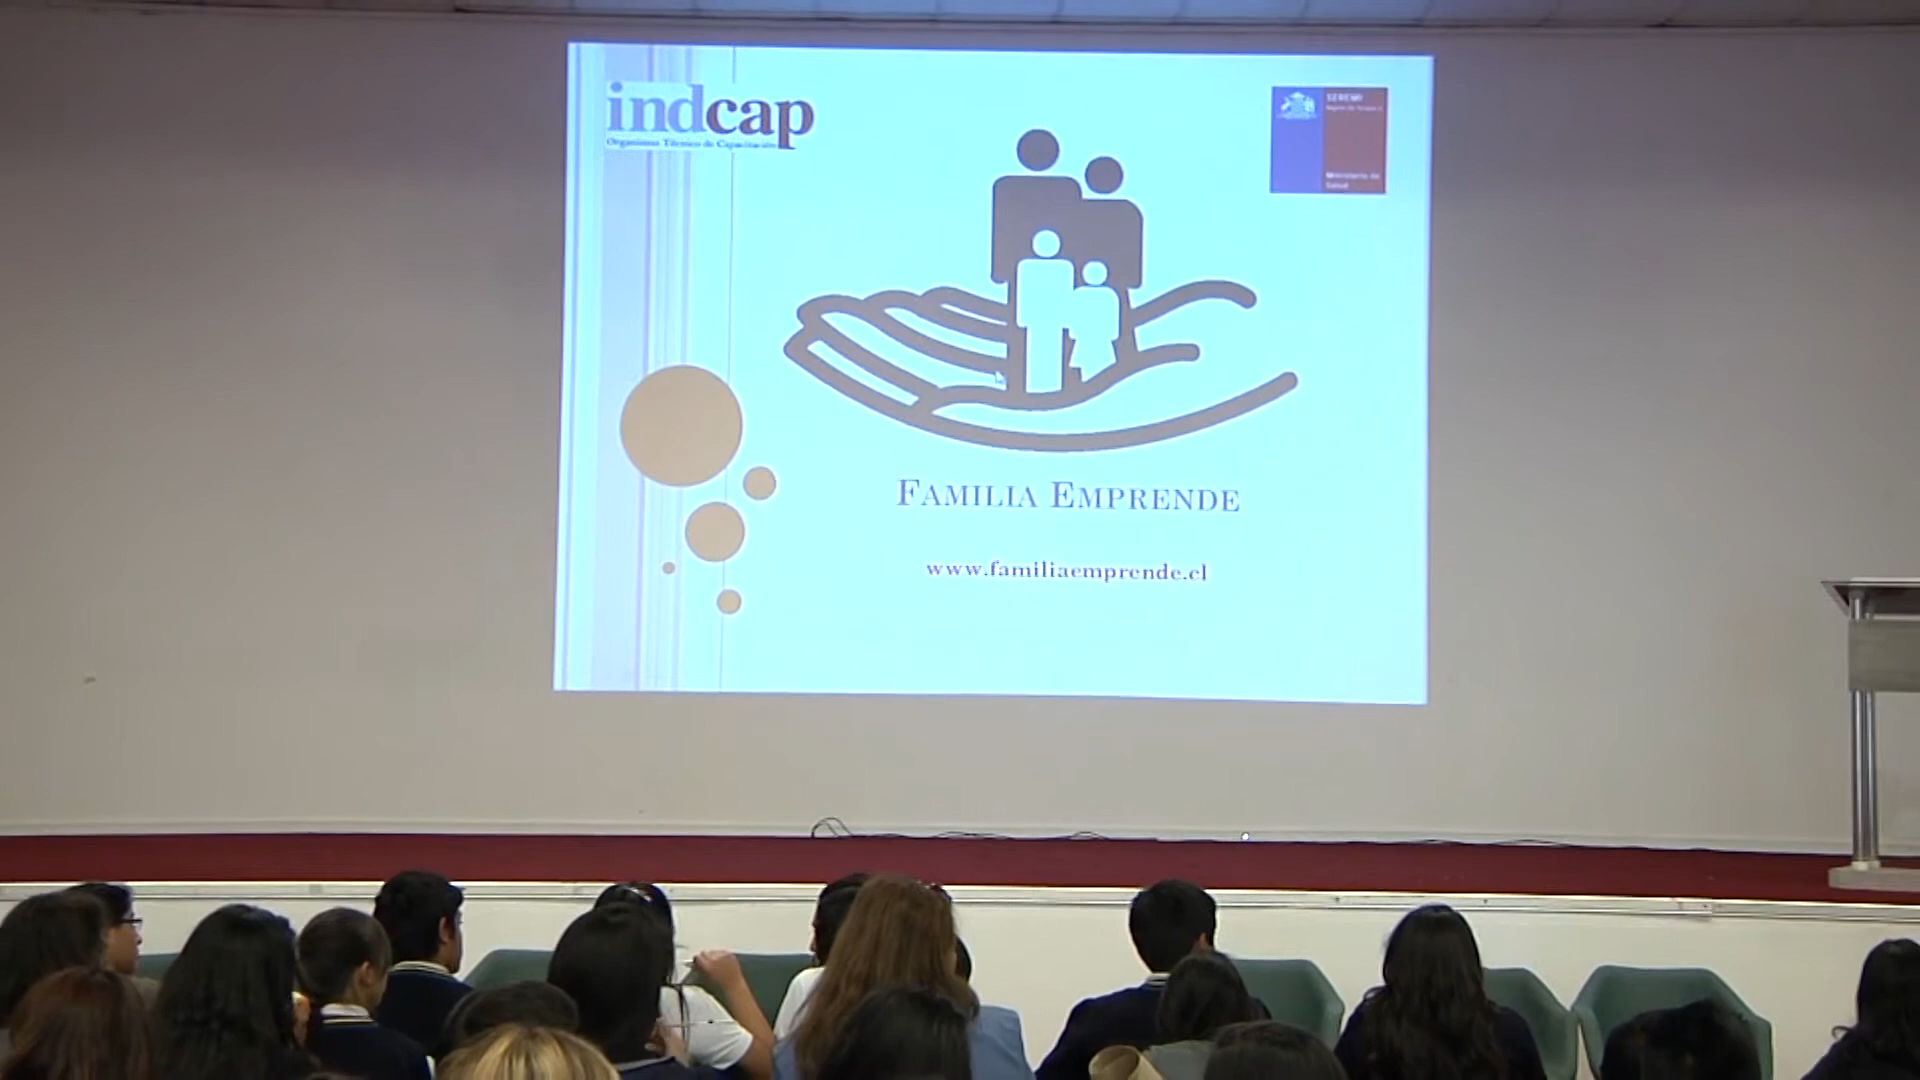 indcap
Organismo Técnico de Capacitación
SEREMI
Ministerio de
Salud
FAMILIA EMPRENDE
www.familiaemprende.cl